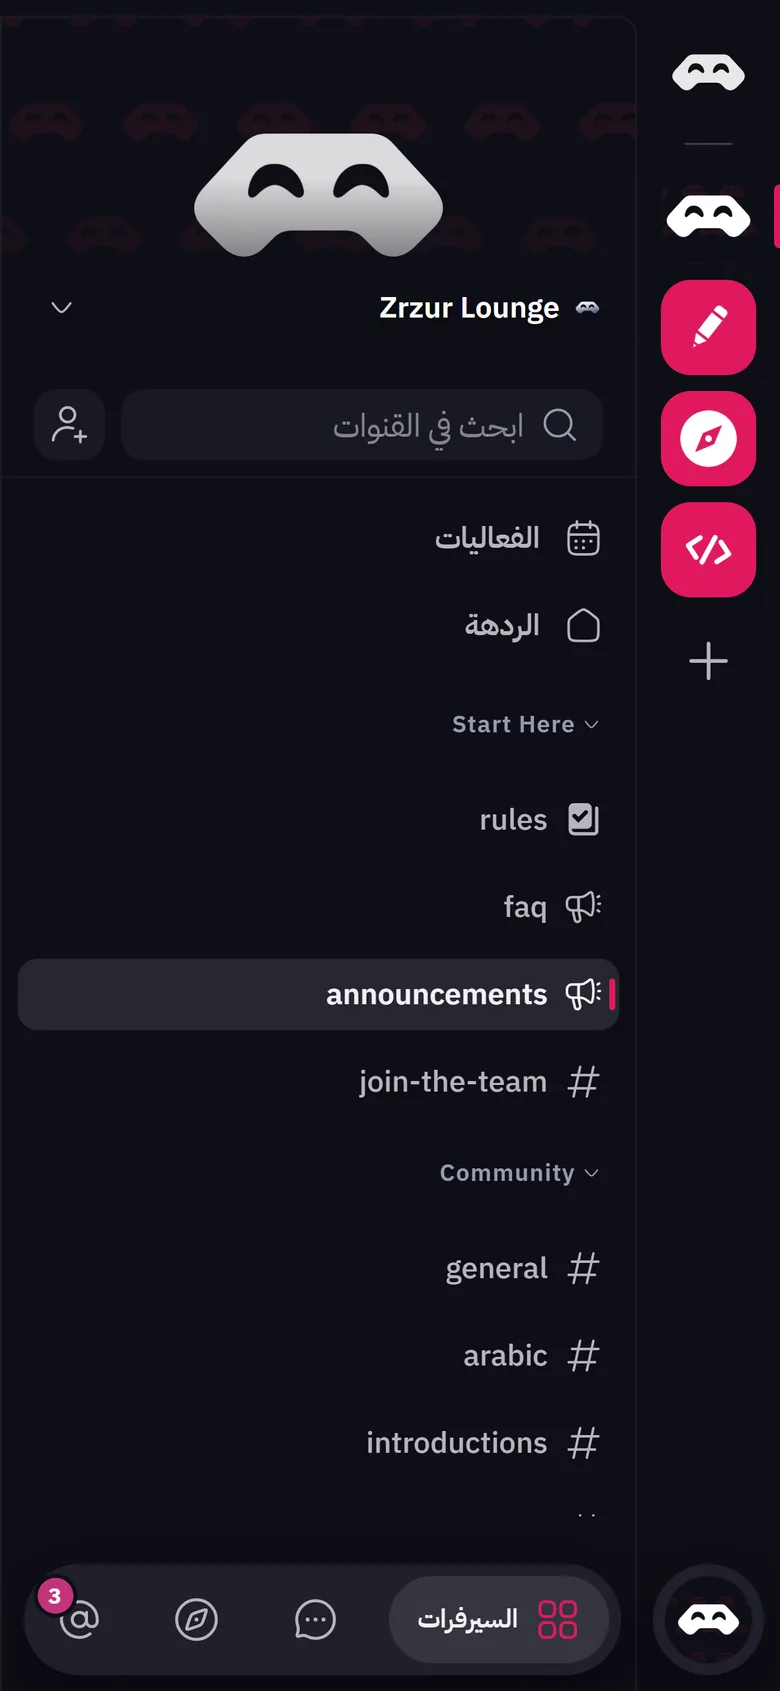 Zrzur Lounge
ابحث في القنوات
الفعاليات
الردهة
Start Here
rules
faq
announcements
join-the-team
Community
general
arabic
introductions
السيرفرات
3